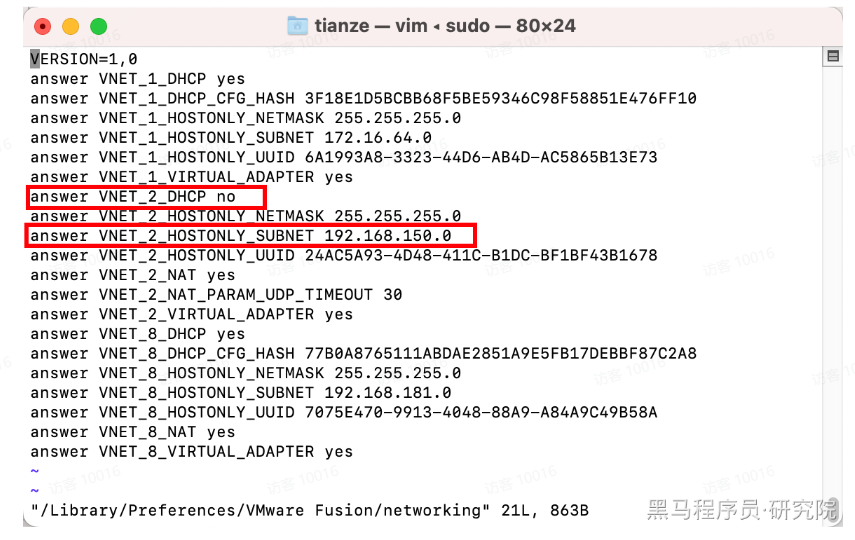 tianze — vim ◂ sudo — 80×24
VERSION=1,0
answer VNET_1_DHCP yes
answer VNET_1_DHCP_CFG_HASH 3F18E1D5BCBB68F5BE59346C98F58851E476FF10
answer VNET_1_HOSTONLY_NETMASK 255.255.255.0
answer VNET_1_HOSTONLY_SUBNET 172.16.64.0
answer VNET_1_HOSTONLY_UUID 6A1993A8-3323-44D6-AB4D-AC5865B13E73
answer VNET_1_VIRTUAL_ADAPTER yes
answer VNET_2_DHCP no
answer VNET_2_HOSTONLY_NETMASK 255.255.255.0
answer VNET_2_HOSTONLY_SUBNET 192.168.150.0
answer VNET_2_HOSTONLY_UUID 24AC5A93-4D48-411C-B1DC-BF1BF43B1678
answer VNET_2_NAT yes
answer VNET_2_NAT_PARAM_UDP_TIMEOUT 30
answer VNET_2_VIRTUAL_ADAPTER yes
answer VNET_8_DHCP yes
answer VNET_8_DHCP_CFG_HASH 77B0A8765111ABDAE2851A9E5FB17DEBBF87C2A8
answer VNET_8_HOSTONLY_NETMASK 255.255.255.0
answer VNET_8_HOSTONLY_SUBNET 192.168.181.0
answer VNET_8_HOSTONLY_UUID 7075E470-9913-4048-88A9-A84A9C49B58A
answer VNET_8_NAT yes
answer VNET_8_VIRTUAL_ADAPTER yes
~
~
"/Library/Preferences/VMware Fusion/networking" 21L, 863B
黑马程序员·研究院
访客 10016